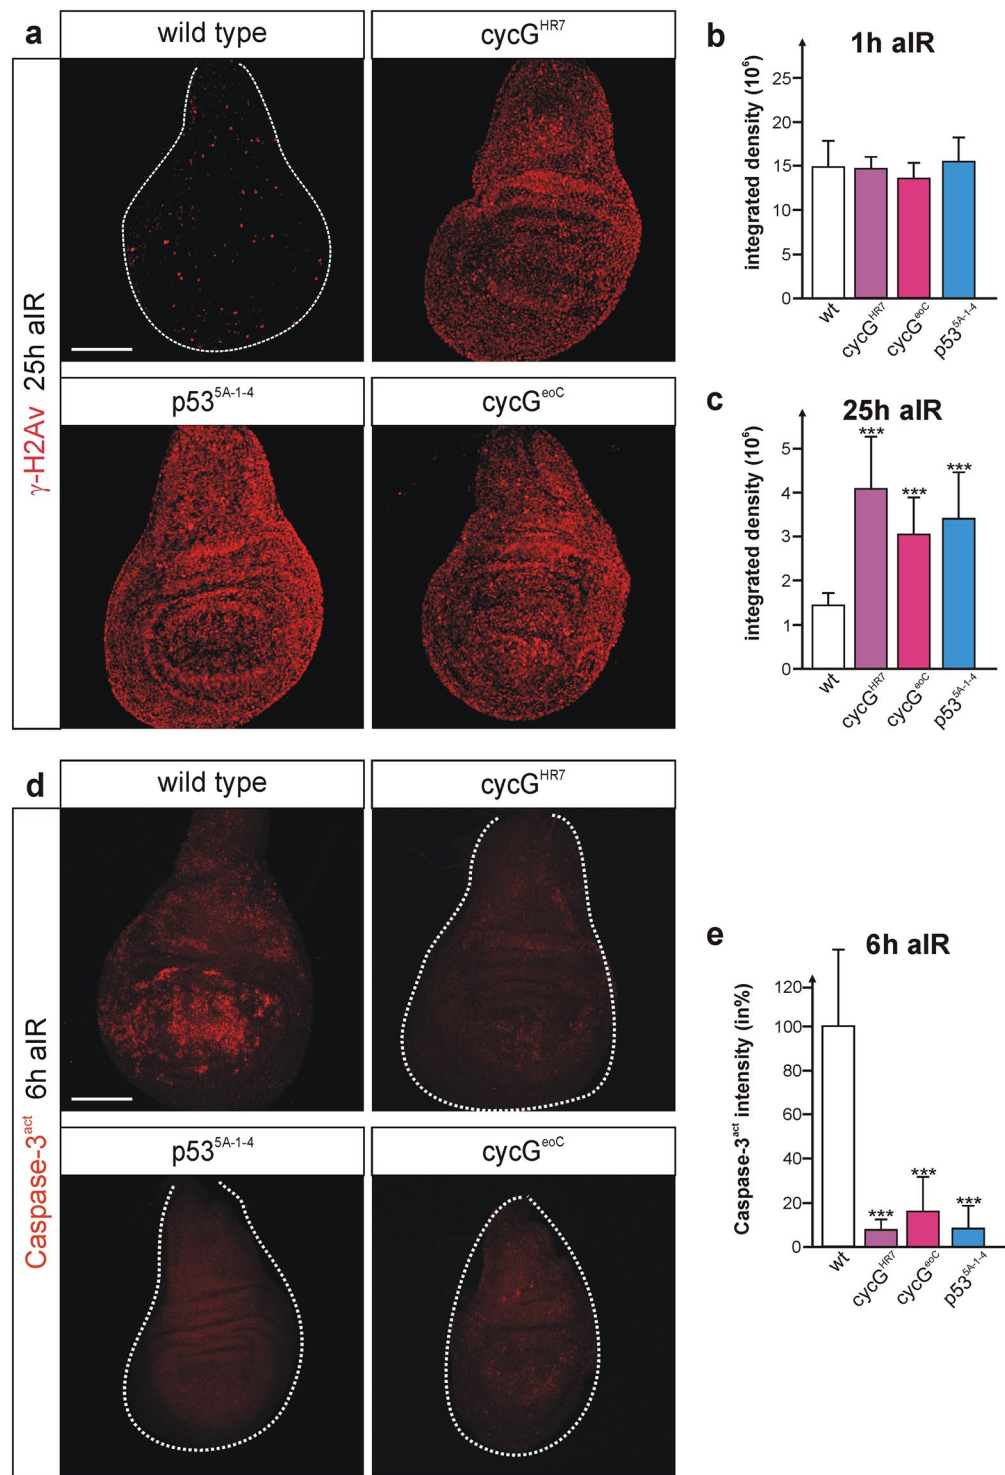 a
wild type
cycG^HR7
γ-H2Av 25h aIR
p53^5A-1-4
cycG^eoC
b
1h aIR
integrated density (10^6)
25
20
15
10
5
0
wt
cycG^HR7
cycG^eoC
p53^5A-1-4
c
25h aIR
integrated density (10^6)
5
4
3
2
1
0
***
***
***
wt
cycG^HR7
cycG^eoC
p53^5A-1-4
d
wild type
cycG^HR7
Caspase-3^act 6h aIR
p53^5A-1-4
cycG^eoC
e
6h aIR
Caspase-3^act intensity (in%)
120
100
80
60
40
20
0
***
***
***
wt
cycG^HR7
cycG^eoC
p53^5A-1-4